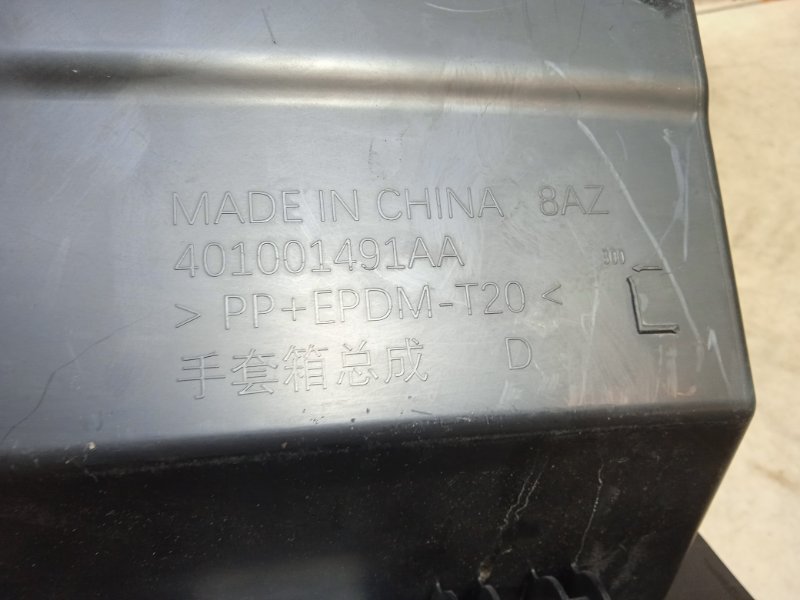 MADE IN CHINA 8AZ
401001491AA
> PP+EPDM-T20 <
手套箱总成 D